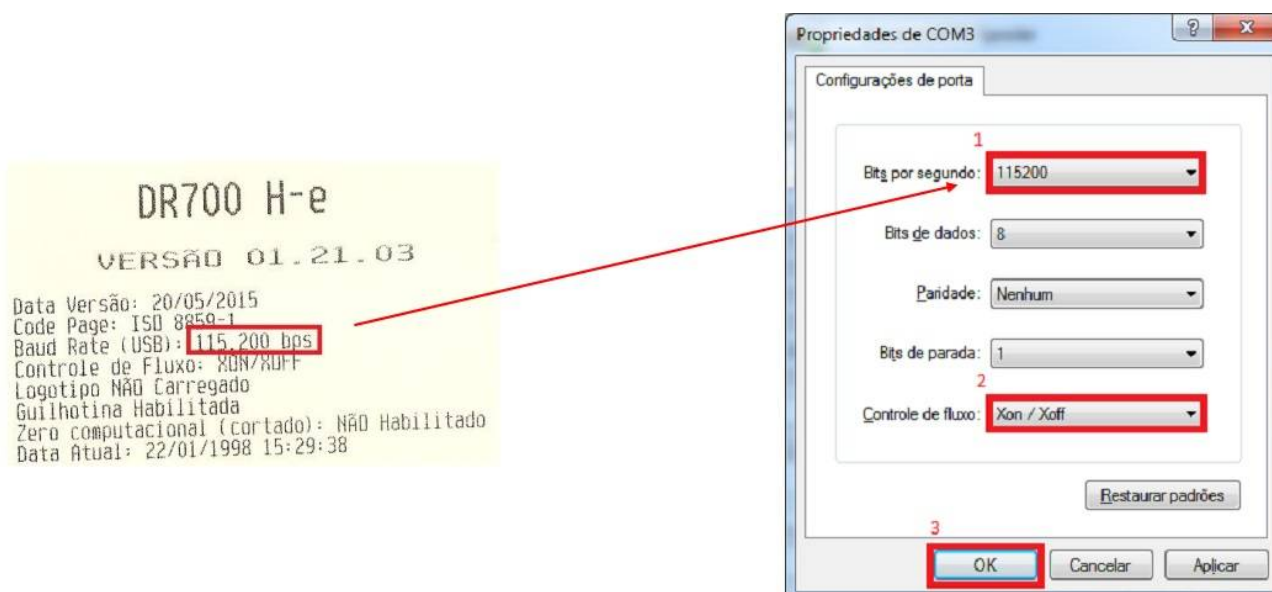 DR700 H-e
VERSÃO 01.21.03
Data Versão: 20/05/2015
Code Page: ISO 8859-1
Baud Rate (USB): 115.200 bps
Controle de Fluxo: XON/XOFF
Logotipo NÃO Carregado
Guilhotina Habilitada
Zero computacional (cortado): NÃO Habilitado
Data Atual: 22/01/1998 15:29:38
Propriedades de COM3
Configurações de porta
1
Bits por segundo: 115200
Bits de dados: 8
Paridade: Nenhum
Bits de parada: 1
2
Controle de fluxo: Xon / Xoff
Restaurar padrões
3
OK Cancelar Aplicar